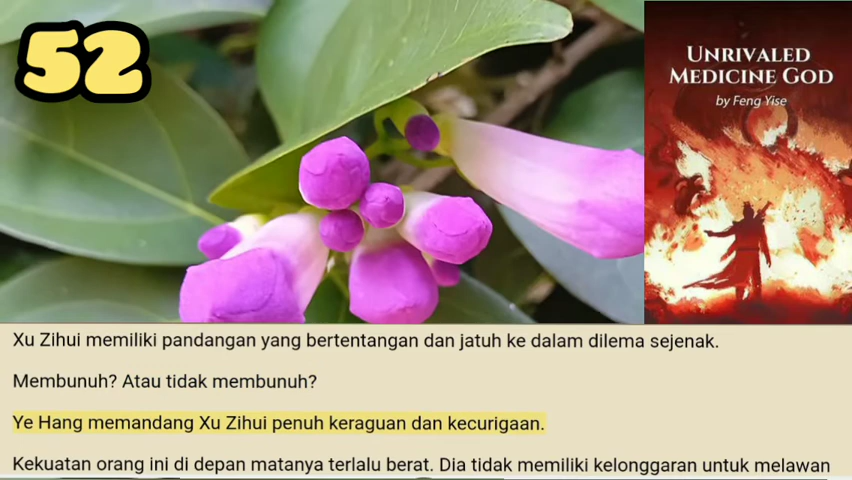 52
UNRIVALED
MEDICINE GOD
by Feng Yise
Xu Zihui memiliki pandangan yang bertentangan dan jatuh ke dalam dilema sejenak.
Membunuh? Atau tidak membunuh?
Ye Hang memandang Xu Zihui penuh keraguan dan kecurigaan.
Kekuatan orang ini di depan matanya terlalu berat. Dia tidak memiliki kelonggaran untuk melawan